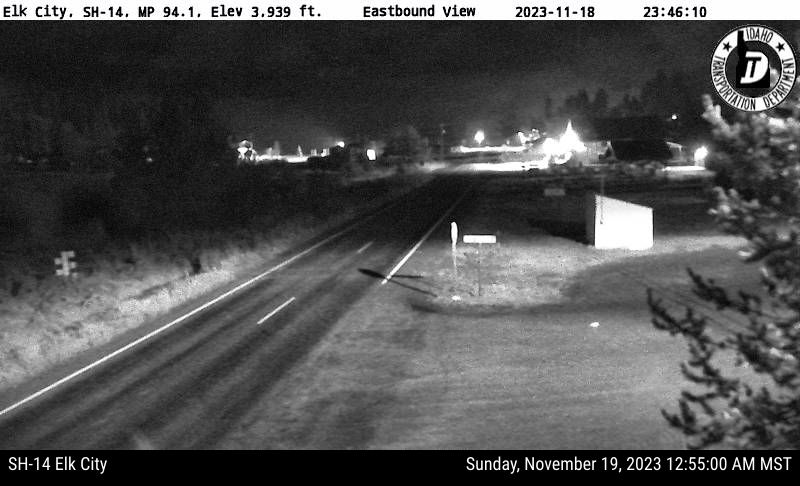 Elk City, SH-14, MP 94.1, Elev 3,939 ft. Eastbound View 2023-11-18 23:46:10
IDAHO
TRANSPORTATION DEPARTMENT
SH-14 Elk City Sunday, November 19, 2023 12:55:00 AM MST